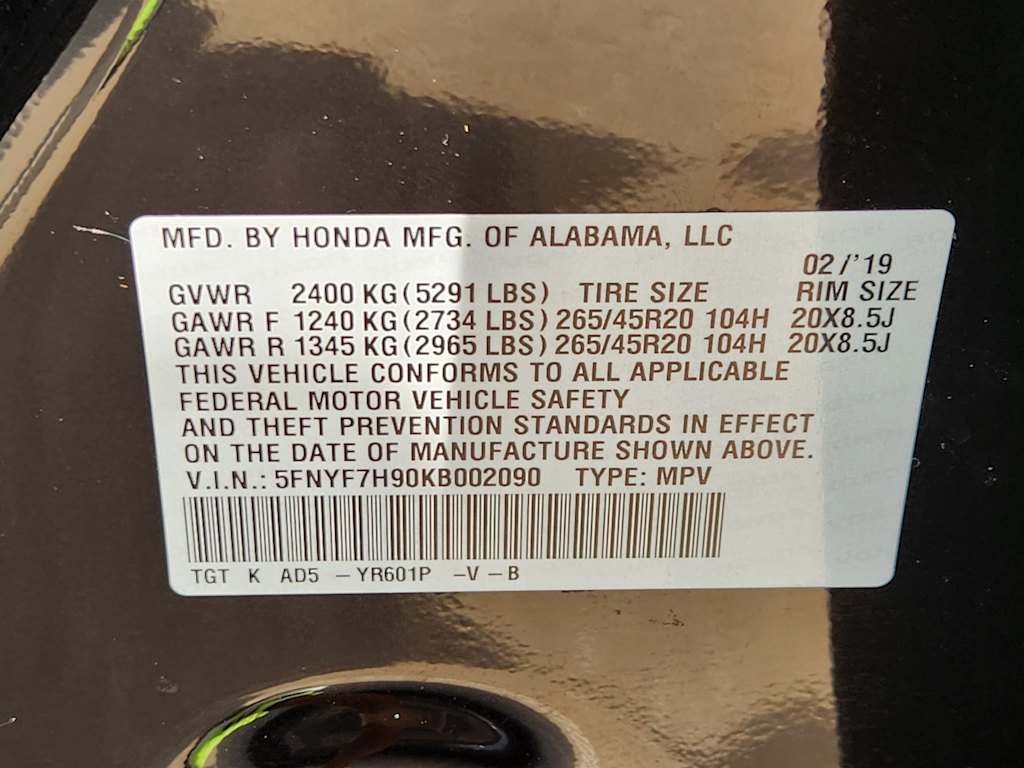 MFD. BY HONDA MFG. OF ALABAMA, LLC
02/'19
GVWR 2400 KG(5291 LBS) TIRE SIZE RIM SIZE
GAWR F 1240 KG(2734 LBS) 265/45R20 104H 20X8.5J
GAWR R 1345 KG(2965 LBS) 265/45R20 104H 20X8.5J
THIS VEHICLE CONFORMS TO ALL APPLICABLE
FEDERAL MOTOR VEHICLE SAFETY
AND THEFT PREVENTION STANDARDS IN EFFECT
ON THE DATE OF MANUFACTURE SHOWN ABOVE.
V.I.N.: 5FNYF7H90KB002090 TYPE: MPV
TGT K AD5 -YR601P -V-B